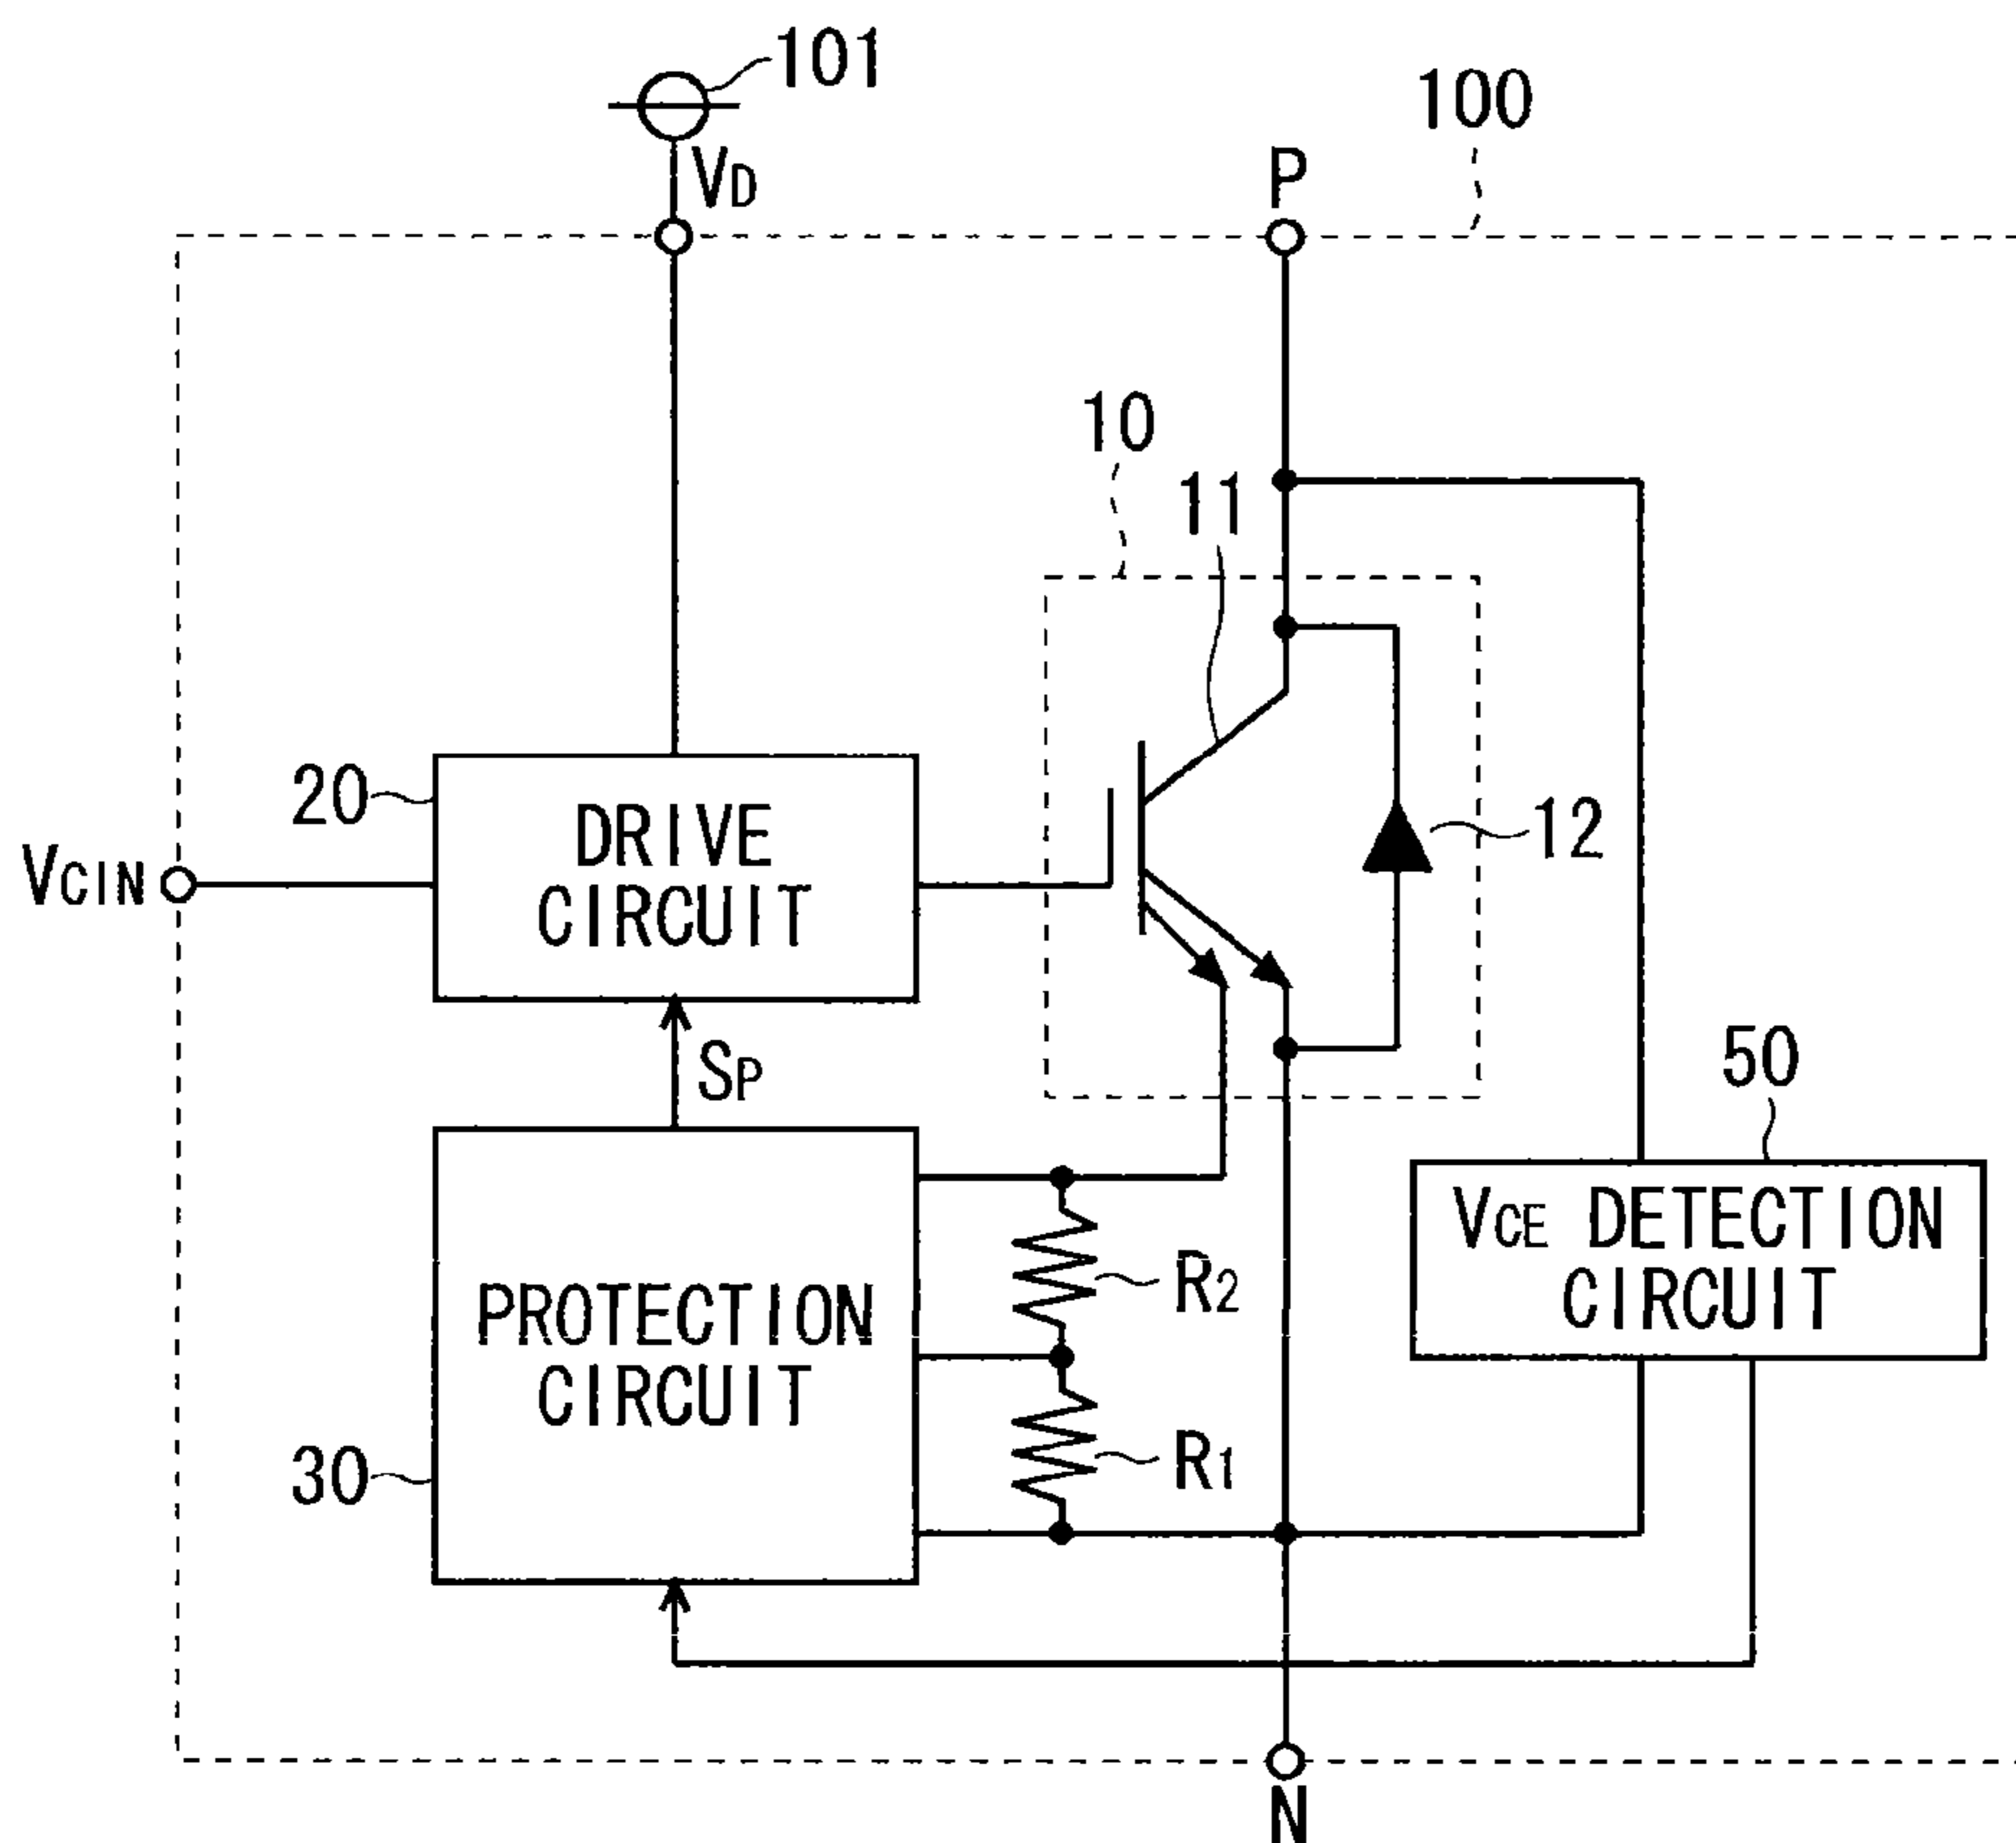 101
100
VD
P
10
11
20
DRIVE
CIRCUIT
12
VCIN
SP
50
VCE DETECTION
CIRCUIT
R2
PROTECTION
CIRCUIT
R1
30
N